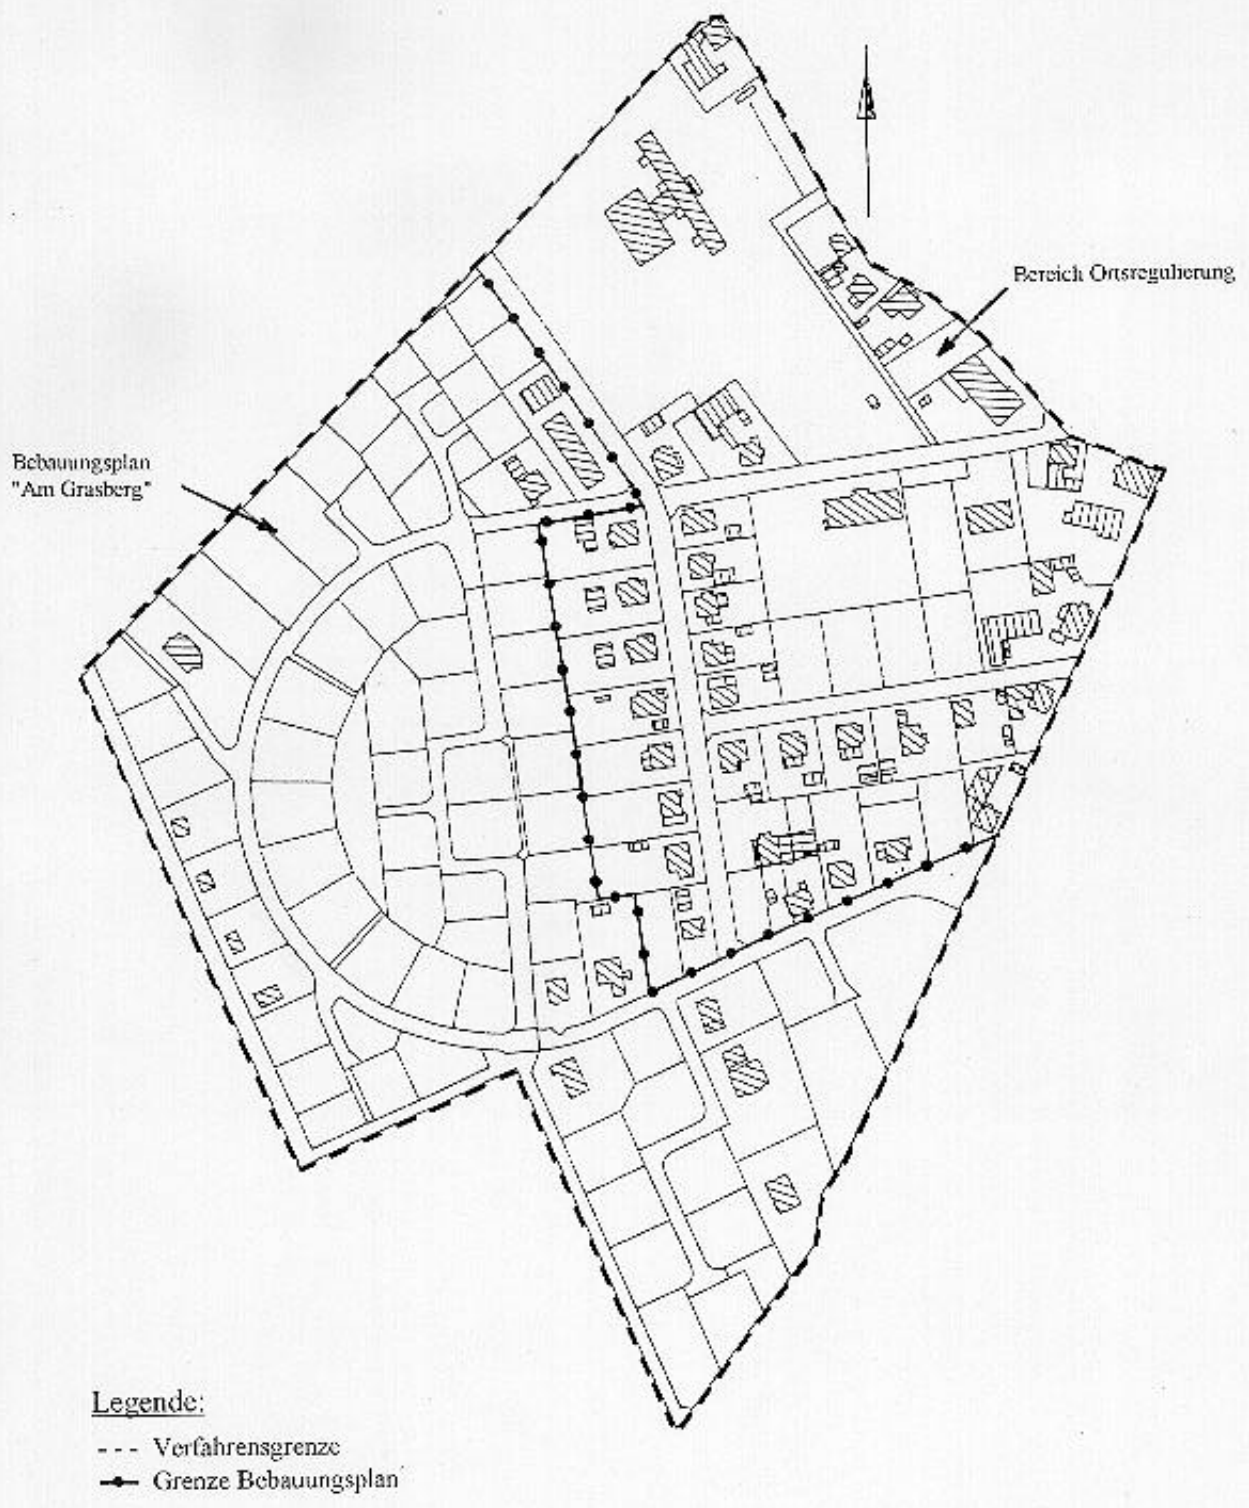 Bereich Ortsregulierung
Bebauungsplan
"Am Grasberg"
Legende:
Verfahrensgrenze
Grenze Bebauungsplan